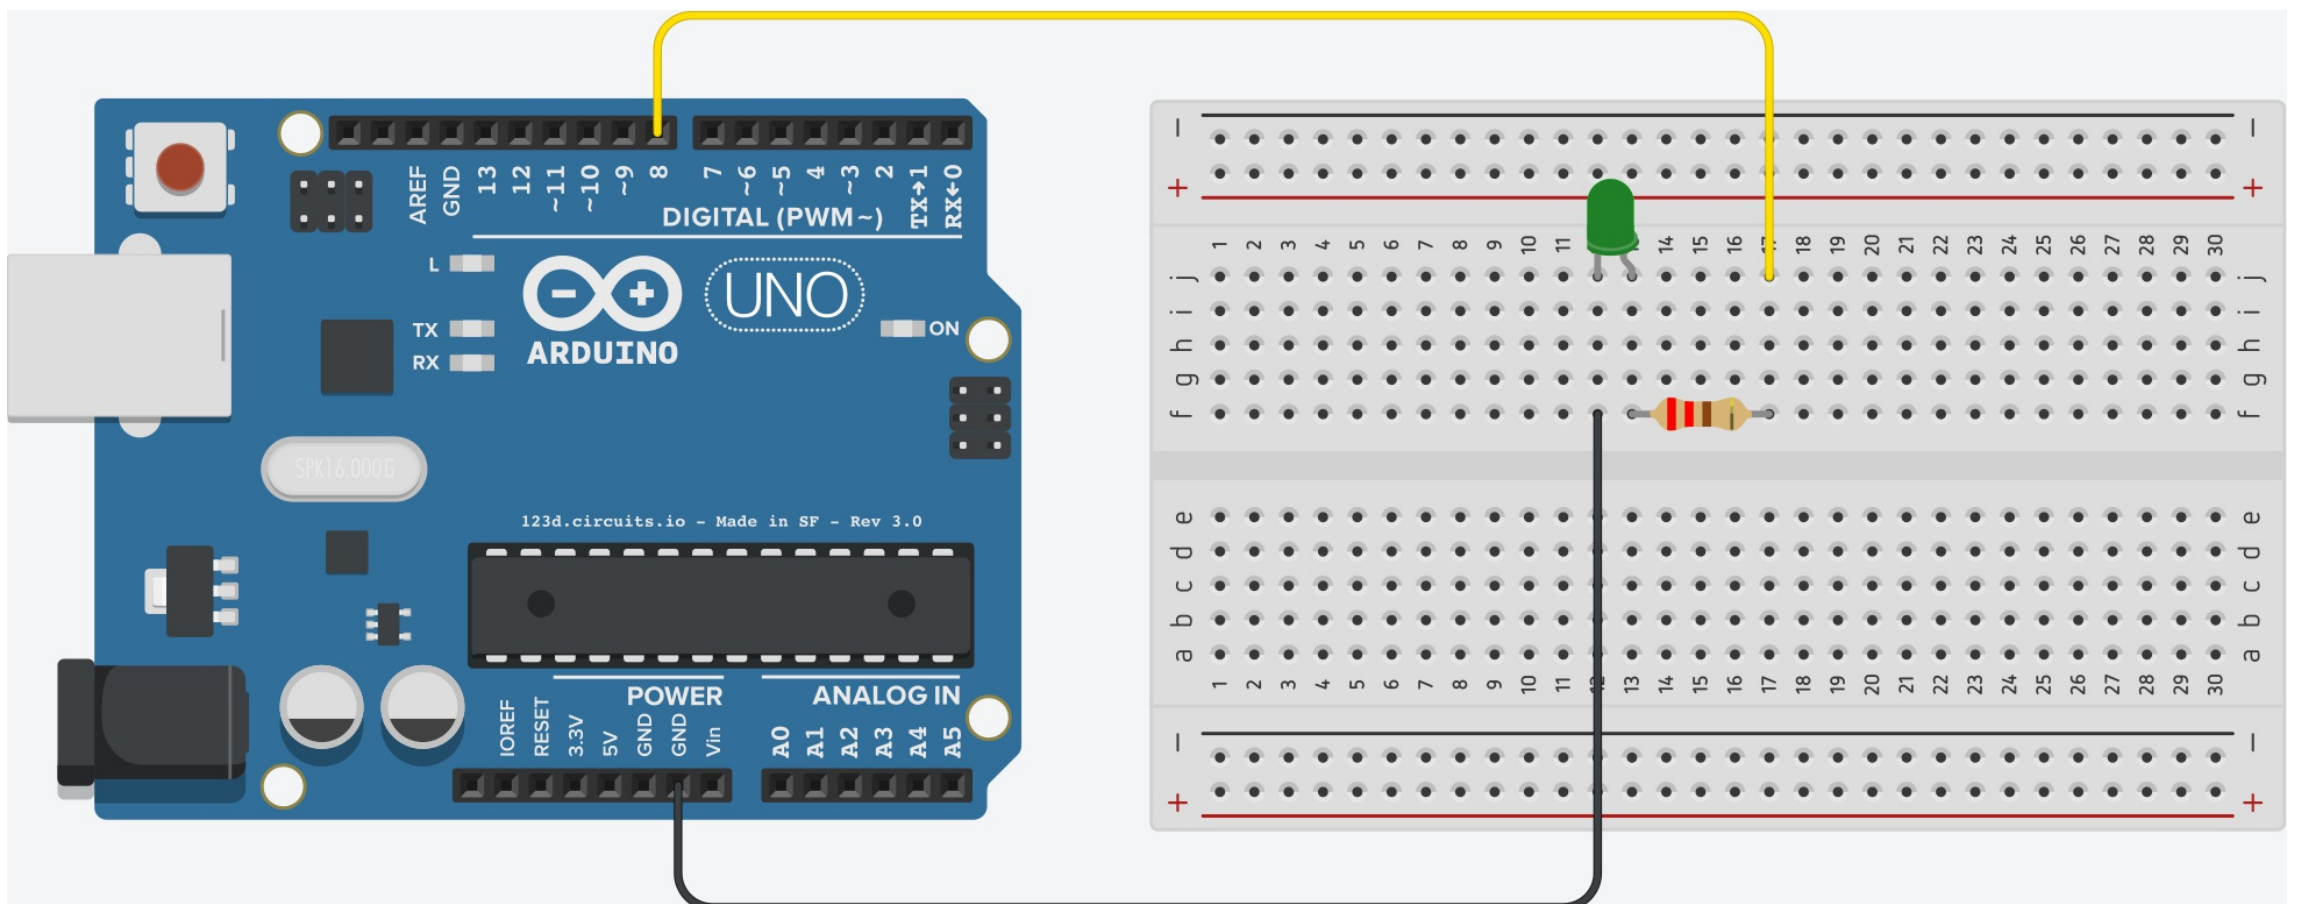 AREF GND 13 12 ~11 ~10 ~9 8 7 ~6 ~5 4 ~3 2 TX→1 RX←0
DIGITAL (PWM ~)
L
TX
RX
- +
UNO
ON
ARDUINO
SPK16.000G
123d.circuits.io - Made in SF - Rev 3.0
POWER ANALOG IN
IOREF RESET 3.3V 5V GND GND Vin A0 A1 A2 A3 A4 A5
− −
+ +
1 2 3 4 5 6 7 8 9 10 11 14 15 16 18 19 20 21 22 23 24 25 26 27 28 29 30
j j
i i
h h
g g
f f
e e
d d
c c
b b
a a
1 2 3 4 5 6 7 8 9 10 11 12 13 14 15 16 17 18 19 20 21 22 23 24 25 26 27 28 29 30
− −
+ +